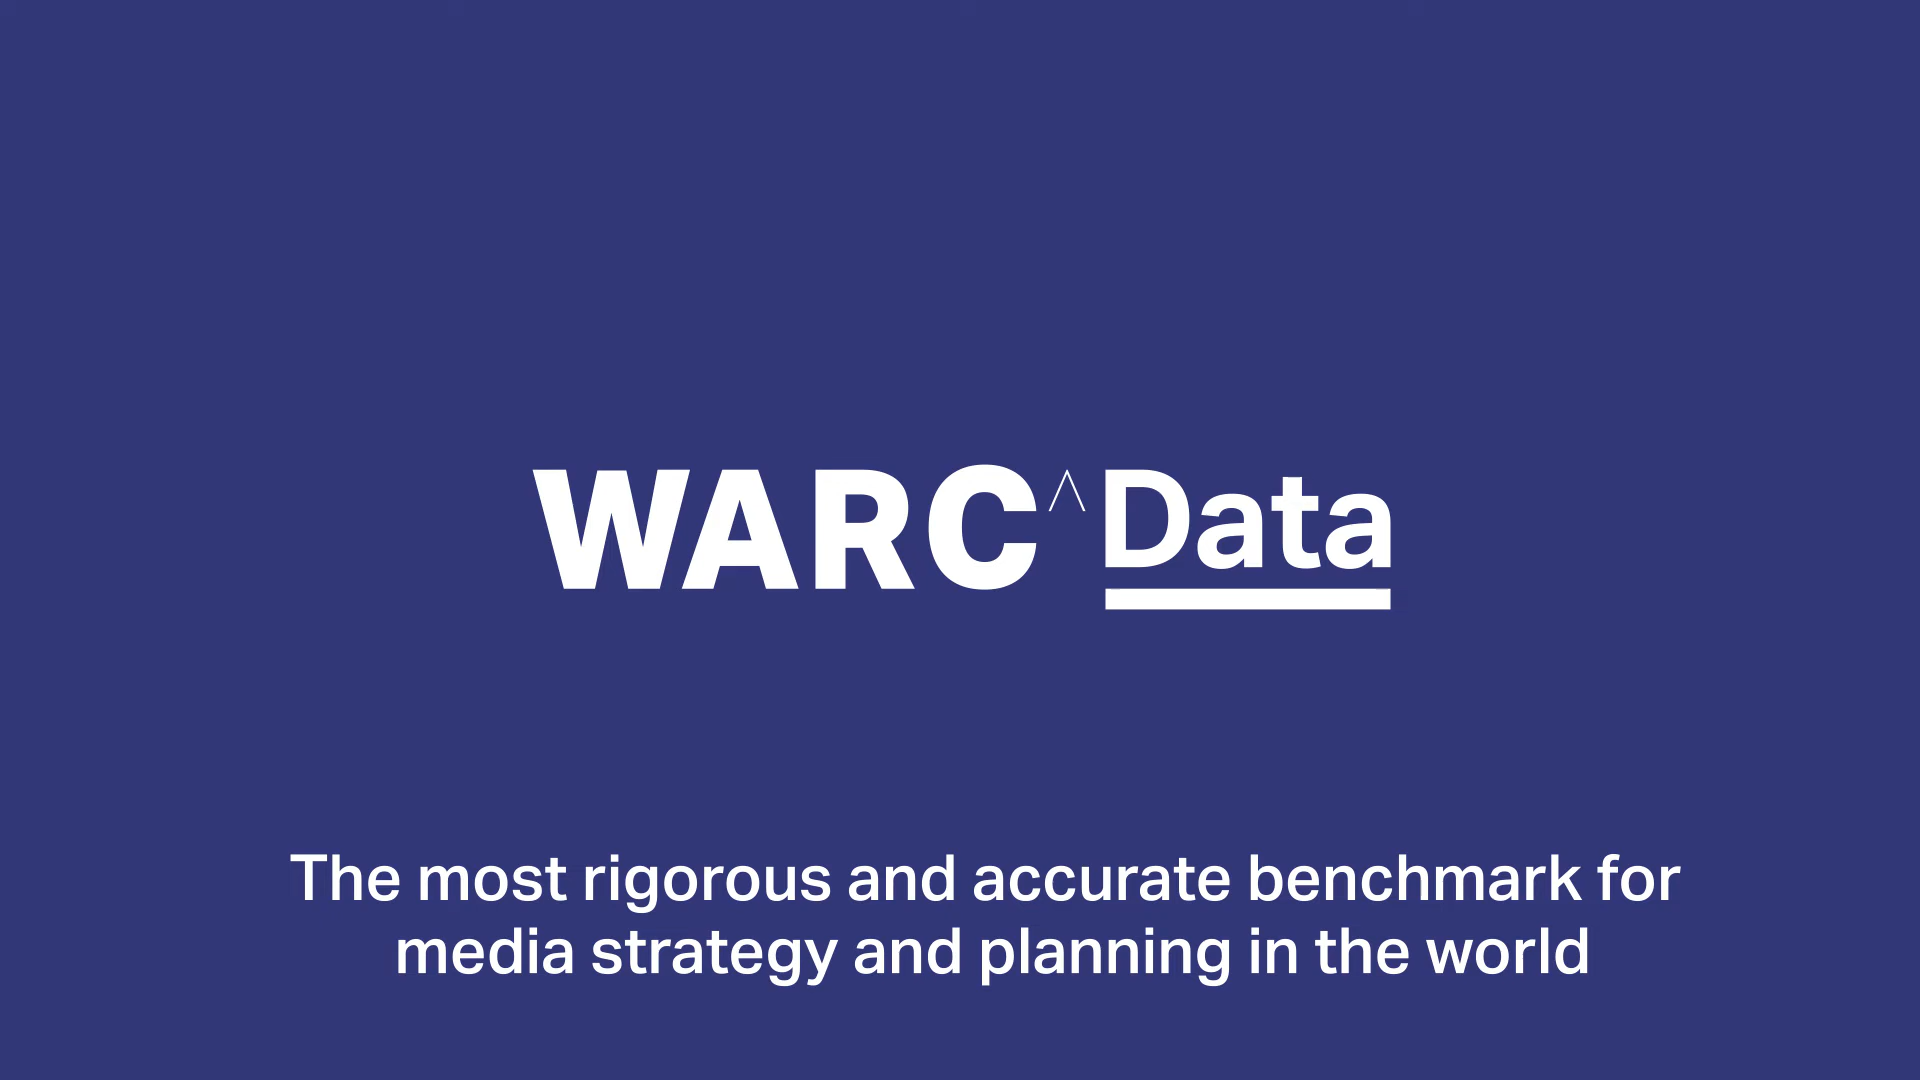 WARC^Data
The most rigorous and accurate benchmark for
media strategy and planning in the world